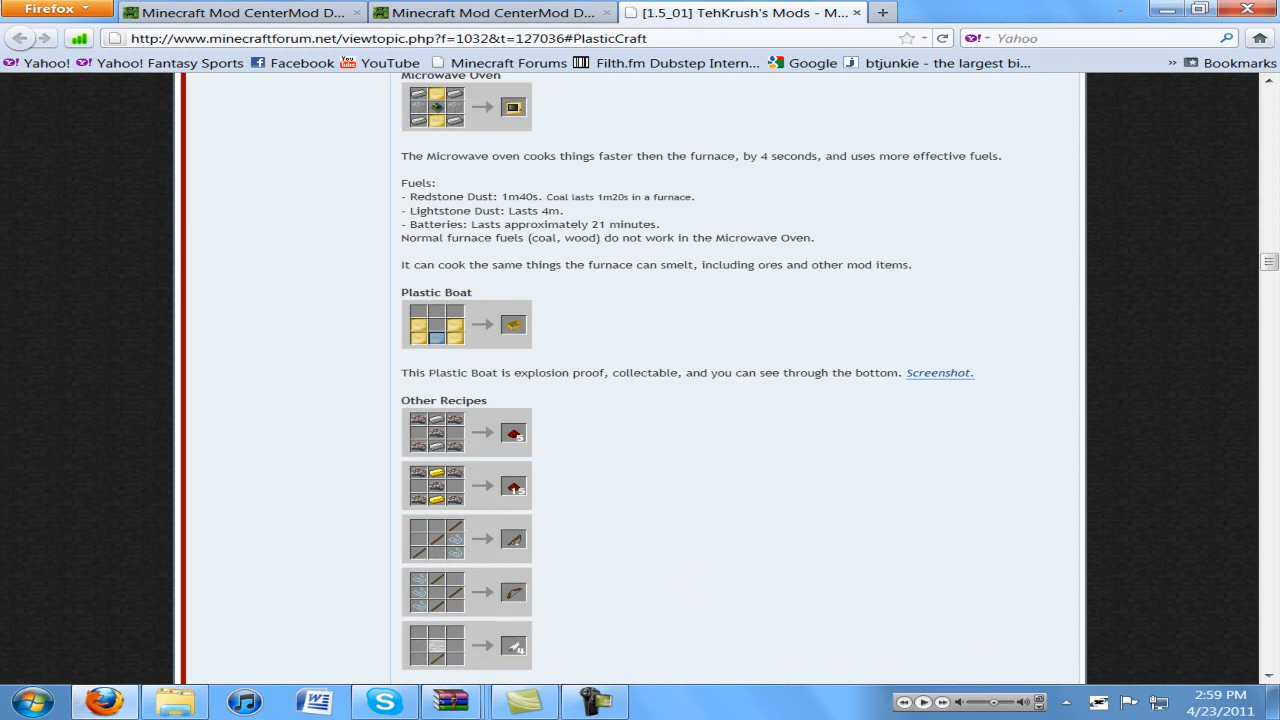 Firefox
Minecraft Mod CenterMod D...
Minecraft Mod CenterMod D...
[1.5_01] TehKrush's Mods - M...
http://www.minecraftforum.net/viewtopic.php?f=1032&t=127036#PlasticCraft
Yahoo
Yahoo!
Yahoo! Fantasy Sports
Facebook
YouTube
Minecraft Forums
Filth.fm Dubstep Intern...
Google
btjunkie - the largest bi...
Bookmarks
Microwave Oven
The Microwave oven cooks things faster then the furnace, by 4 seconds, and uses more effective fuels.
Fuels:
- Redstone Dust: 1m40s. Coal lasts 1m20s in a furnace.
- Lightstone Dust: Lasts 4m.
- Batteries: Lasts approximately 21 minutes.
Normal furnace fuels (coal, wood) do not work in the Microwave Oven.
It can cook the same things the furnace can smelt, including ores and other mod items.
Plastic Boat
This Plastic Boat is explosion proof, collectable, and you can see through the bottom. Screenshot.
Other Recipes
5
15
4
2:59 PM
4/23/2011